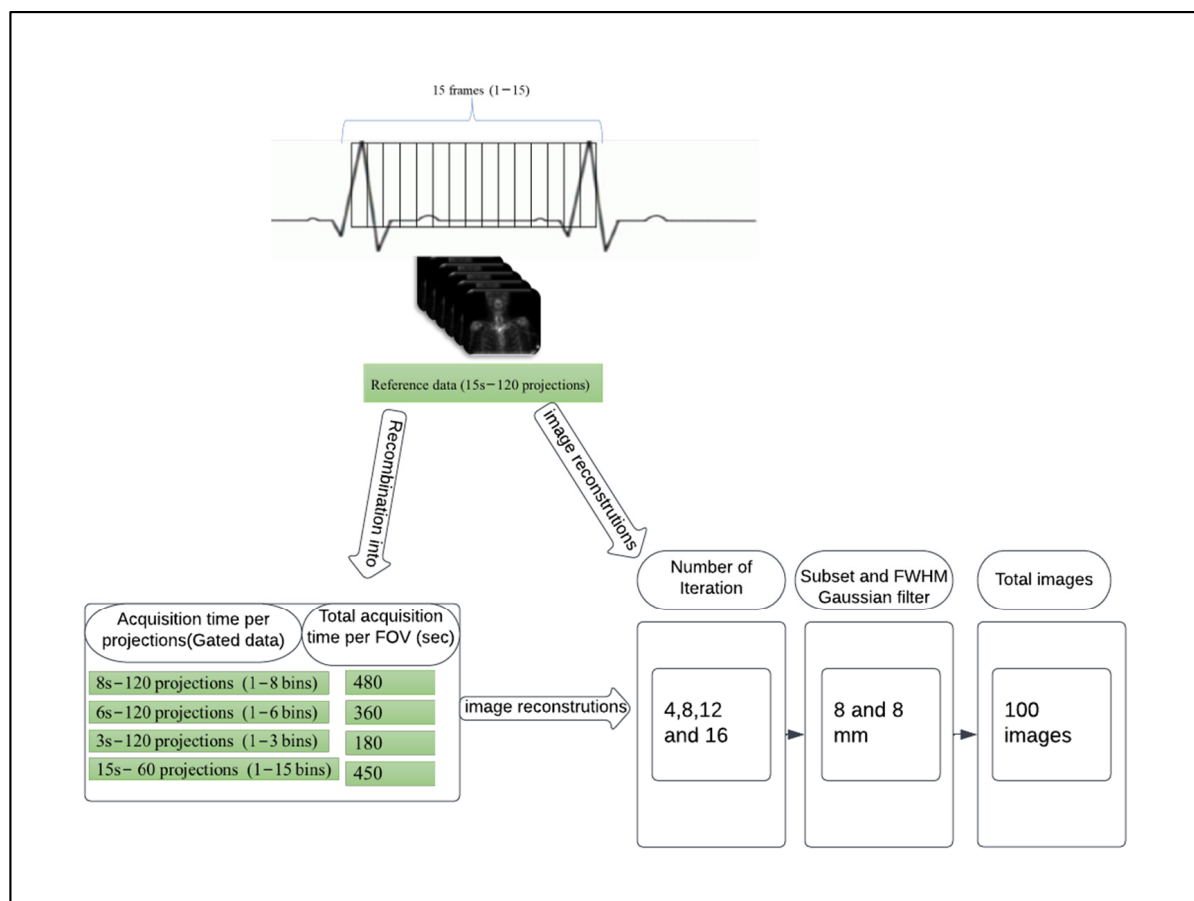 15 frames (1−15)
Reference data (15s−120 projections)
Recombination into
image reconstrutions
Acquisition time per
projections(Gated data)
Total acquisition
time per FOV (sec)
8s−120 projections (1−8 bins)
480
6s−120 projections (1−6 bins)
360
3s−120 projections (1−3 bins)
180
15s− 60 projections (1−15 bins)
450
image reconstrutions
Number of
Iteration
Subset and FWHM
Gaussian filter
Total images
4,8,12
and 16
8 and 8
mm
100
images